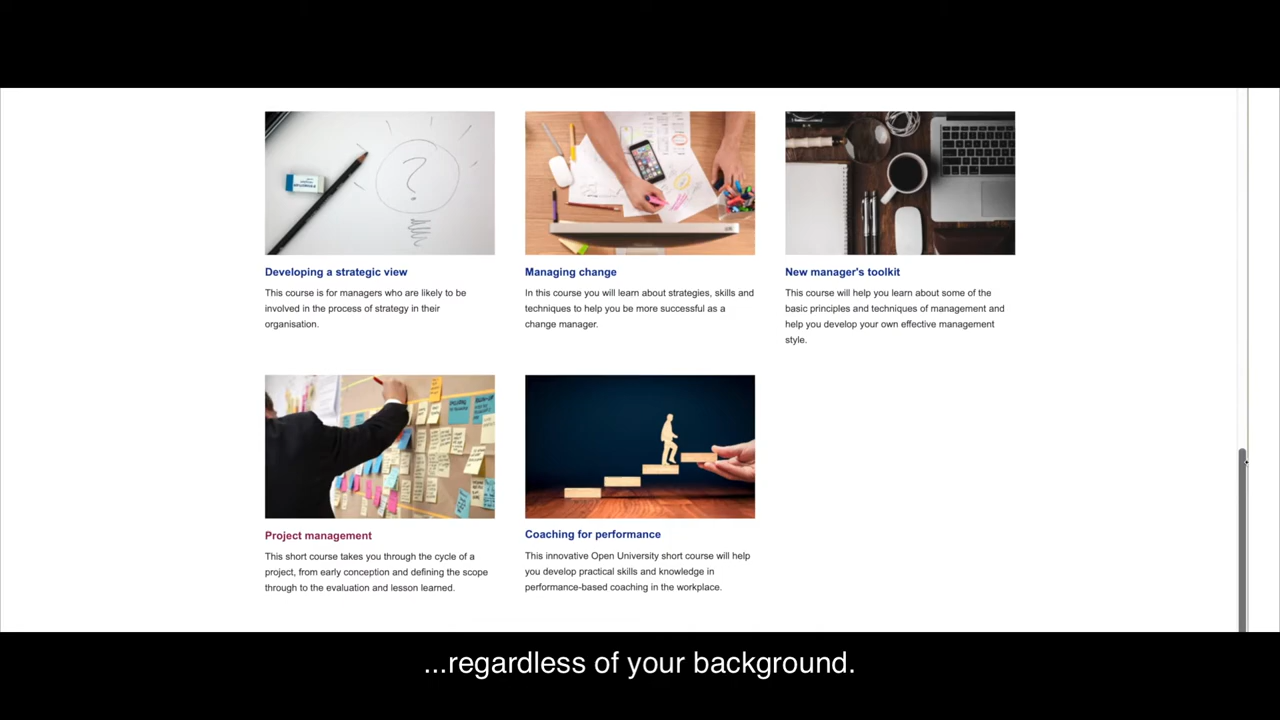 Developing a strategic view
This course is for managers who are likely to be
involved in the process of strategy in their
organisation.
Managing change
In this course you will learn about strategies, skills and
techniques to help you be more successful as a
change manager.
New manager's toolkit
This course will help you learn about some of the
basic principles and techniques of management and
help you develop your own effective management
style.
Project management
This short course takes you through the cycle of a
project, from early conception and defining the scope
through to the evaluation and lesson learned.
Coaching for performance
This innovative Open University short course will help
you develop practical skills and knowledge in
performance-based coaching in the workplace.
...regardless of your background.